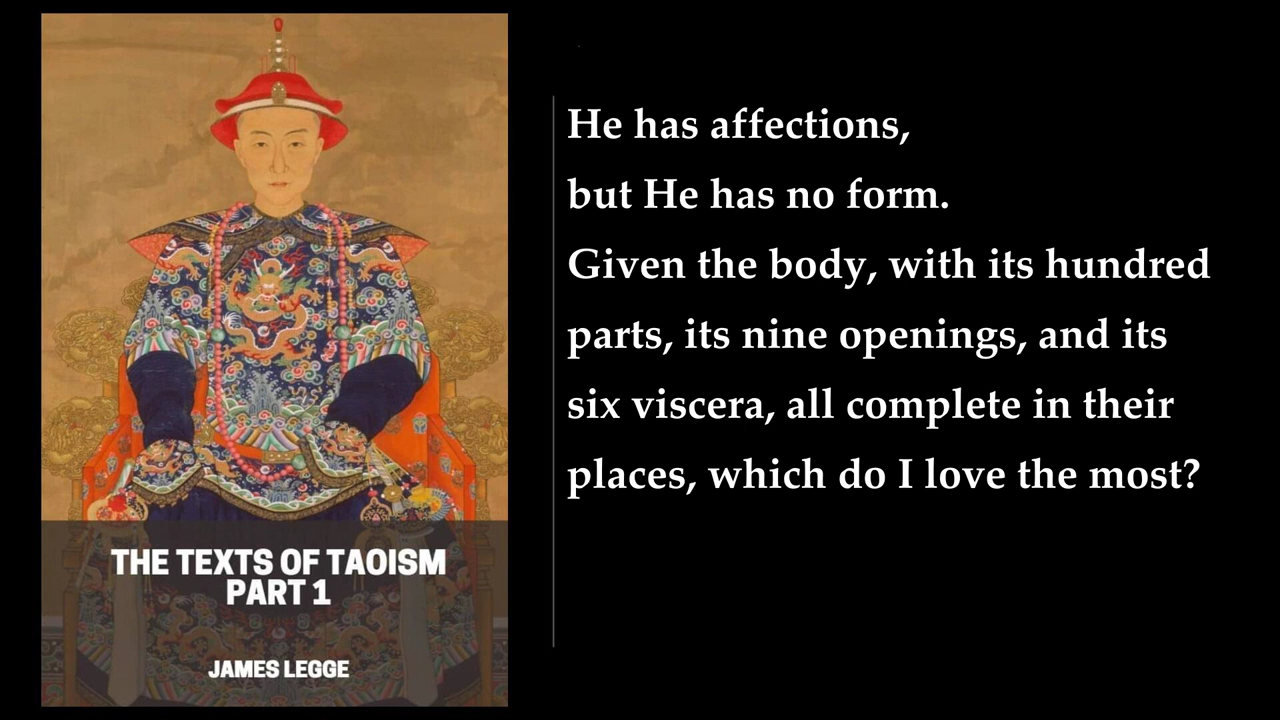 THE TEXTS OF TAOISM
PART 1
JAMES LEGGE
He has affections,
but He has no form.
Given the body, with its hundred
parts, its nine openings, and its
six viscera, all complete in their
places, which do I love the most?